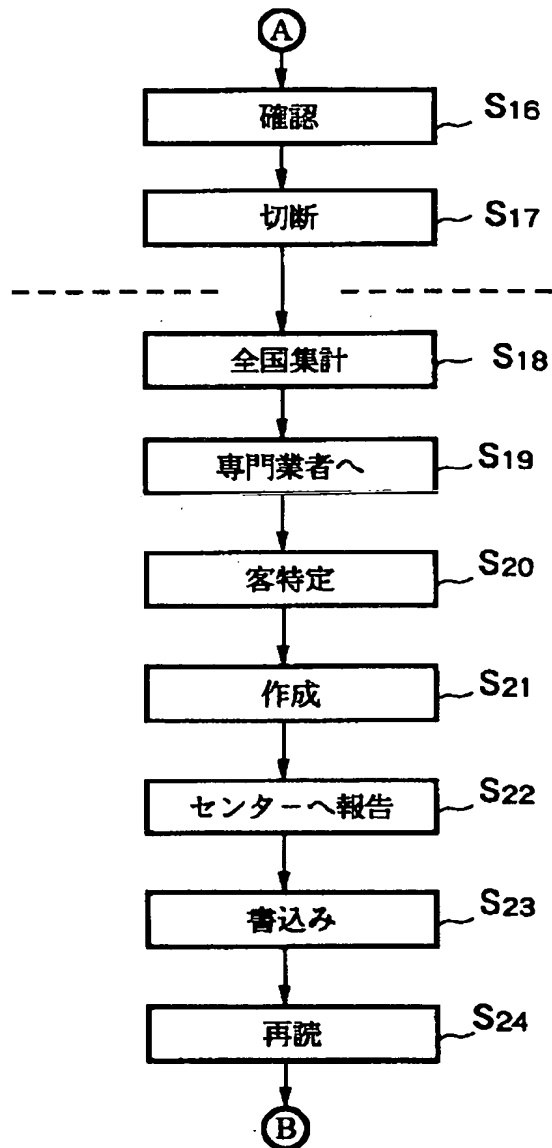 A
確認 S16
切断 S17
全国集計 S18
専門業者へ S19
客特定 S20
作成 S21
センターへ報告 S22
書込み S23
再読 S24
B